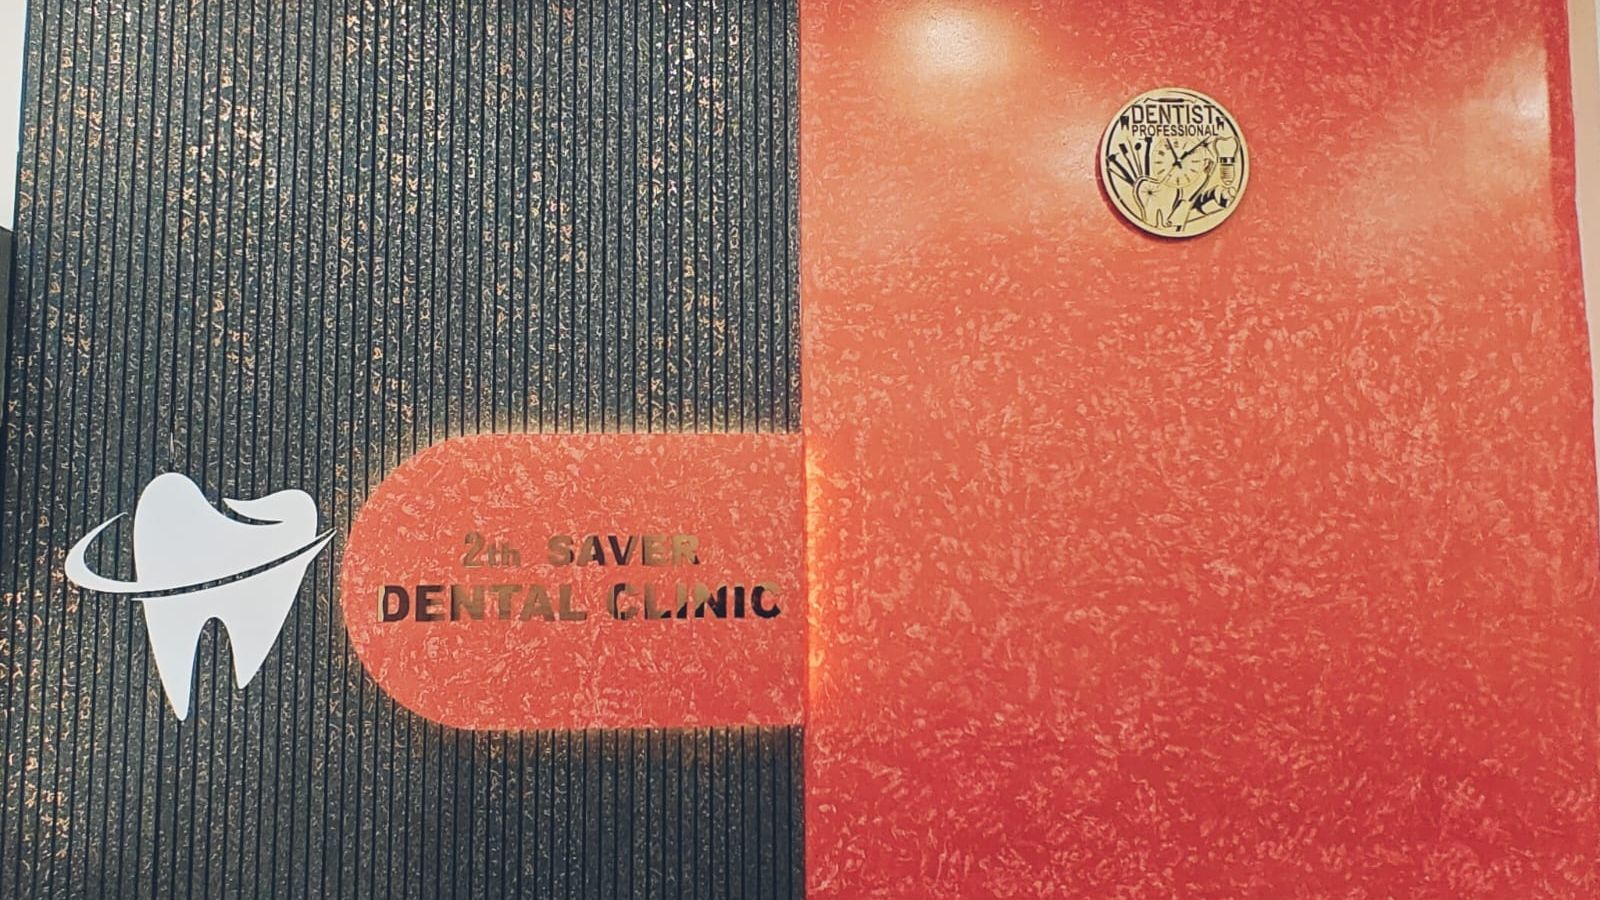 2th SAVER
DENTAL CLINIC
DENTIST
PROFESSIONAL